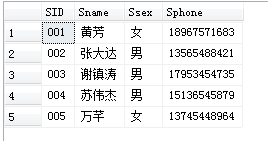 SID Sname Ssex Sphone
1 001 黄芳 女 18967571683
2 002 张大达 男 13565488421
3 003 谢镇涛 男 17953454735
4 004 苏伟杰 男 15136545879
5 005 万芊 女 13745448964